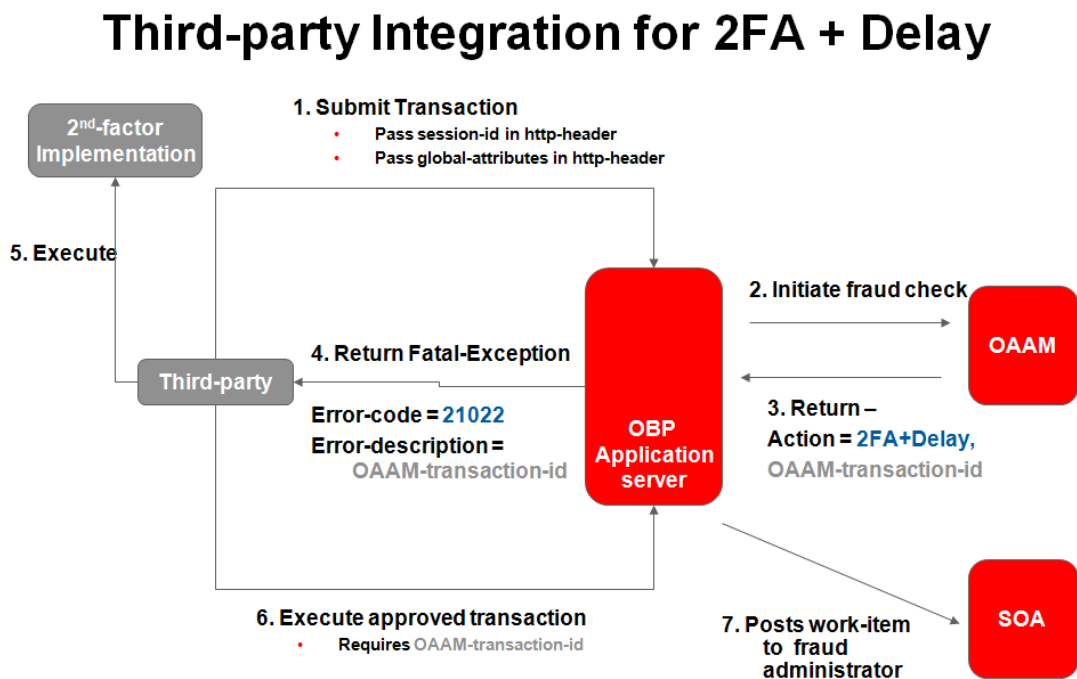 Third-party Integration for 2FA + Delay
1. Submit Transaction
• Pass session-id in http-header
• Pass global-attributes in http-header
2nd-factor
Implementation
5. Execute
2. Initiate fraud check
OAAM
4. Return Fatal-Exception
Third-party
Error-code = 21022
Error-description =
OAAM-transaction-id
OBP
Application
server
3. Return –
Action = 2FA+Delay,
OAAM-transaction-id
6. Execute approved transaction
• Requires OAAM-transaction-id
7. Posts work-item
to fraud
administrator
SOA